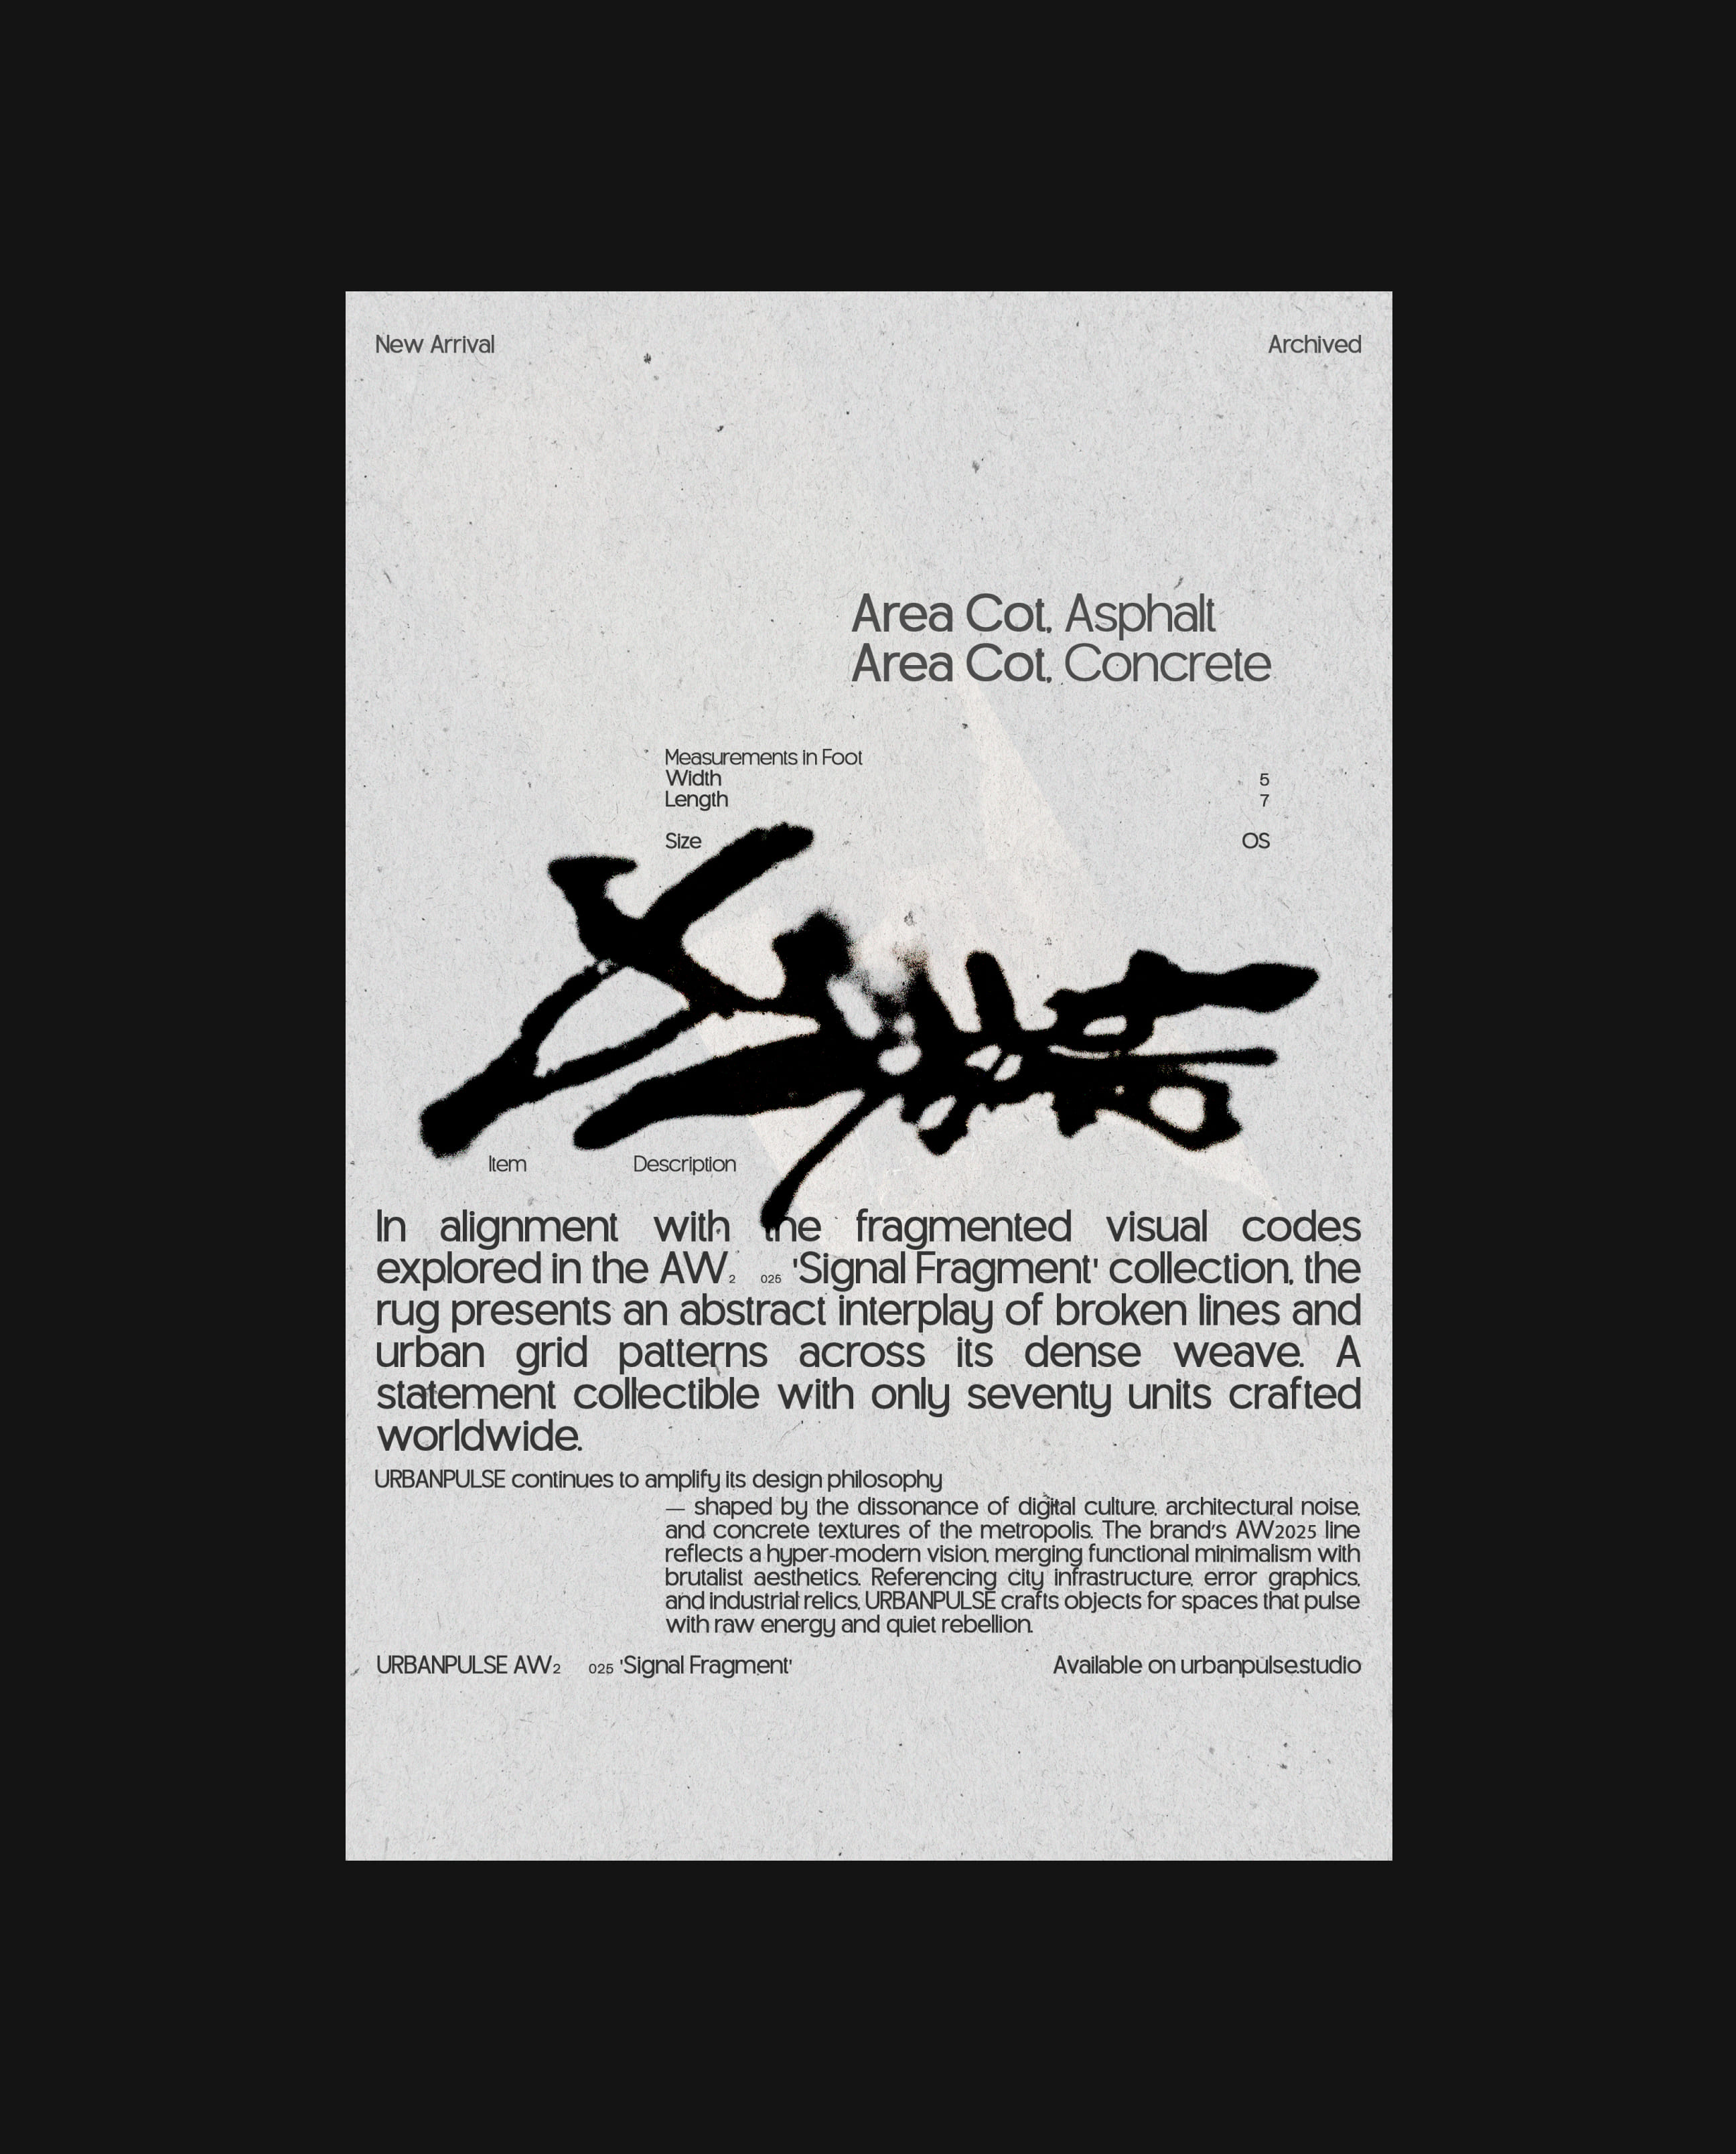 New Arrival Archived
Area Cot, Asphalt
Area Cot, Concrete
Measurements in Foot
Width 5
Length 7
Size OS
Item Description
In alignment with the fragmented visual codes
explored in the AW2 025 'Signal Fragment' collection, the
rug presents an abstract interplay of broken lines and
urban grid patterns across its dense weave. A
statement collectible with only seventy units crafted
worldwide.
URBANPULSE continues to amplify its design philosophy
— shaped by the dissonance of digital culture, architectural noise,
and concrete textures of the metropolis. The brand's AW2025 line
reflects a hyper-modern vision, merging functional minimalism with
brutalist aesthetics. Referencing city infrastructure, error graphics,
and industrial relics, URBANPULSE crafts objects for spaces that pulse
with raw energy and quiet rebellion.
URBANPULSE AW2 025 'Signal Fragment' Available on urbanpulse.studio